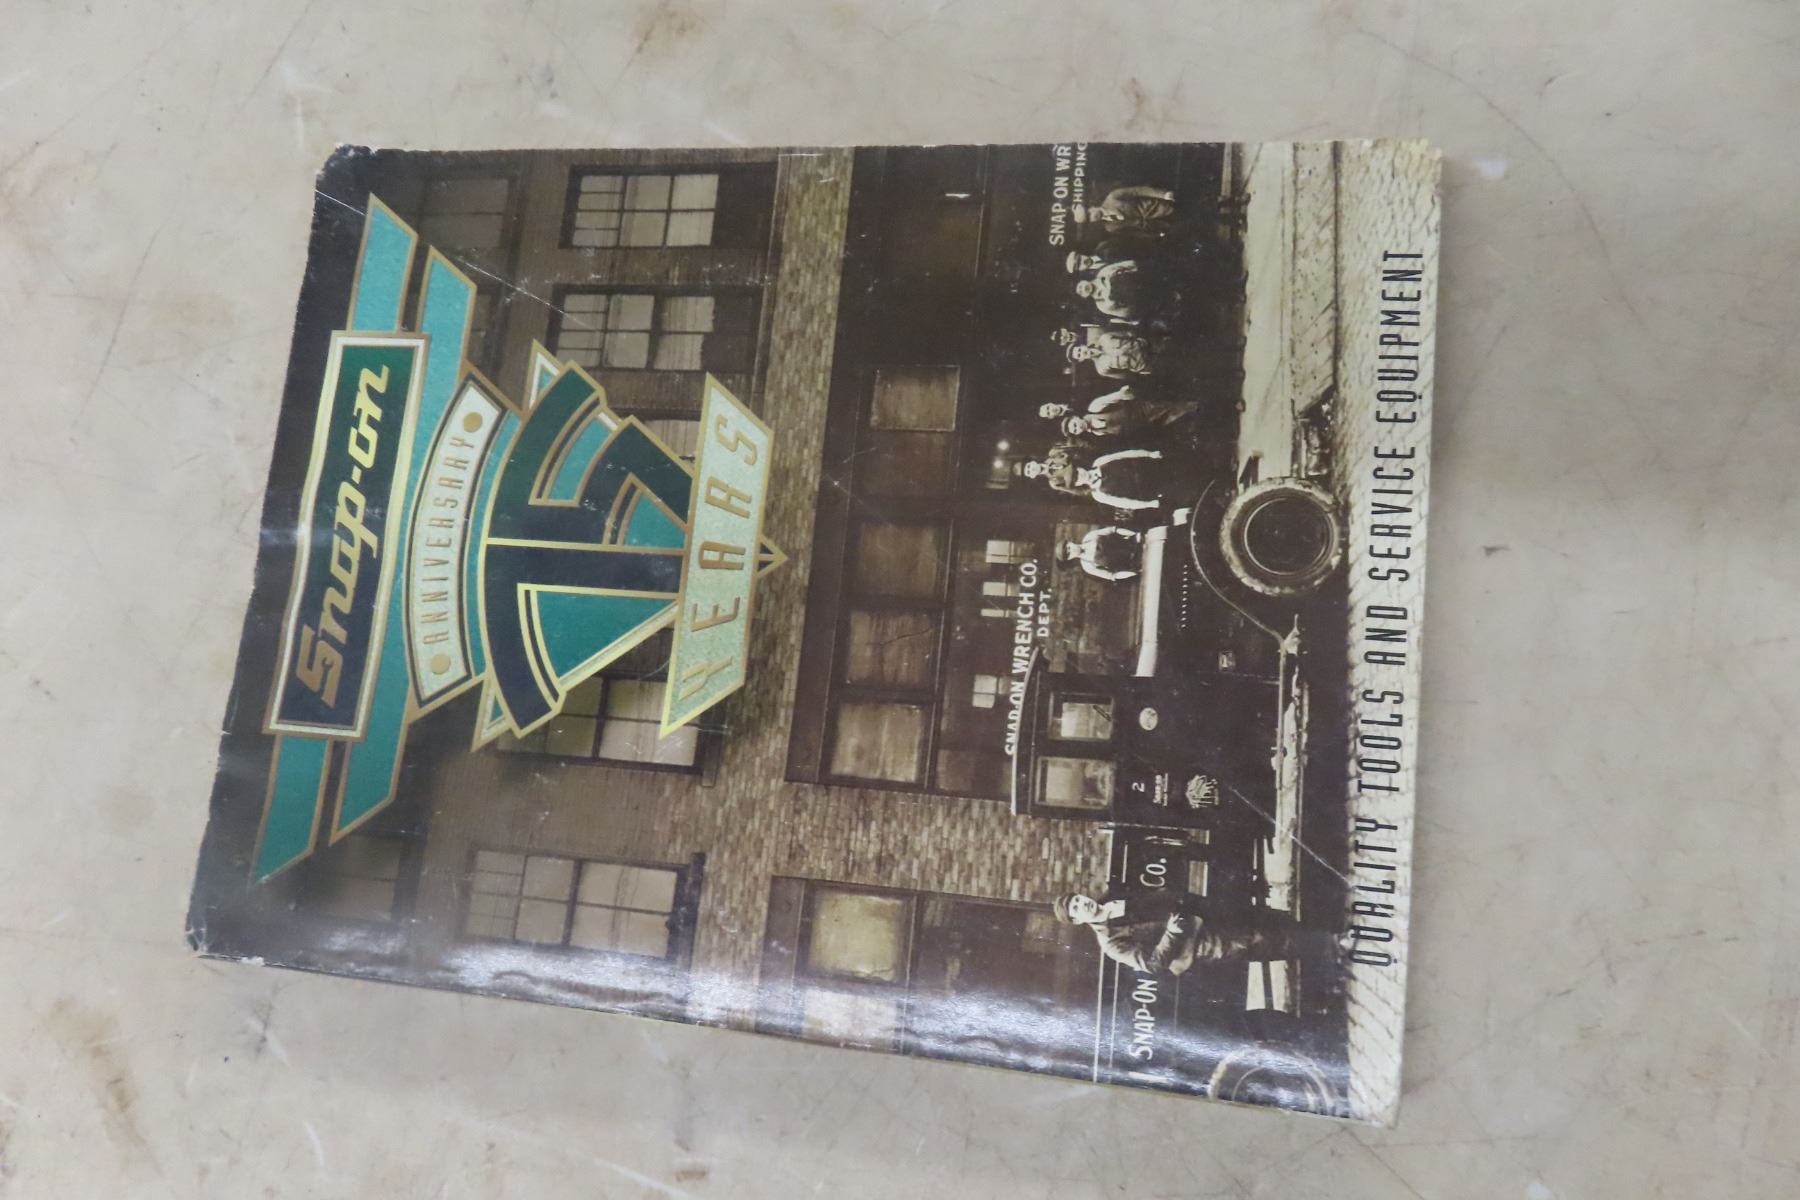 Snap-on
ANNIVERSARY
75
YEARS
SNAP-ON WRENCH CO.
DEPT.
SNAP ON WR
SHIPPING
2
SNAP-ON
Co.
QUALITY TOOLS AND SERVICE EQUIPMENT